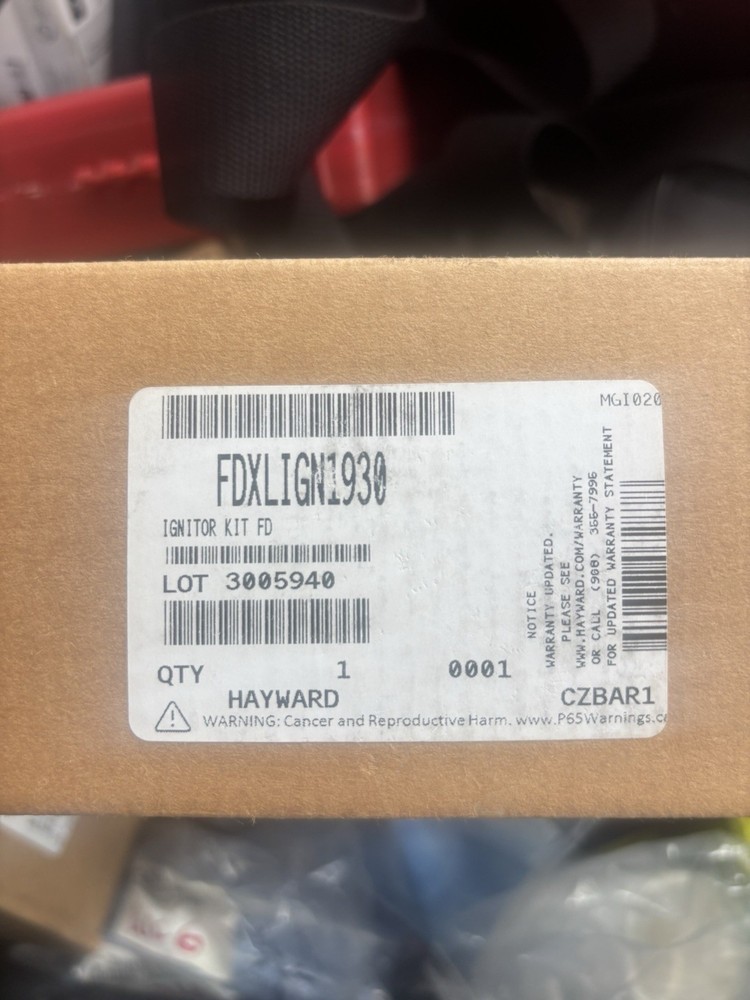 MGI020
FDXLIGN1930
IGNITOR KIT FD
LOT 3005940
QTY 1 0001
HAYWARD
CZBAR1
WARNING: Cancer and Reproductive Harm. www.P65Warnings.c
NOTICE
WARRANTY UPDATED.
PLEASE SEE
WWW.HAYWARD.COM/WARRANTY
OR CALL (908) 366-7996
FOR UPDATED WARRANTY STATEMENT